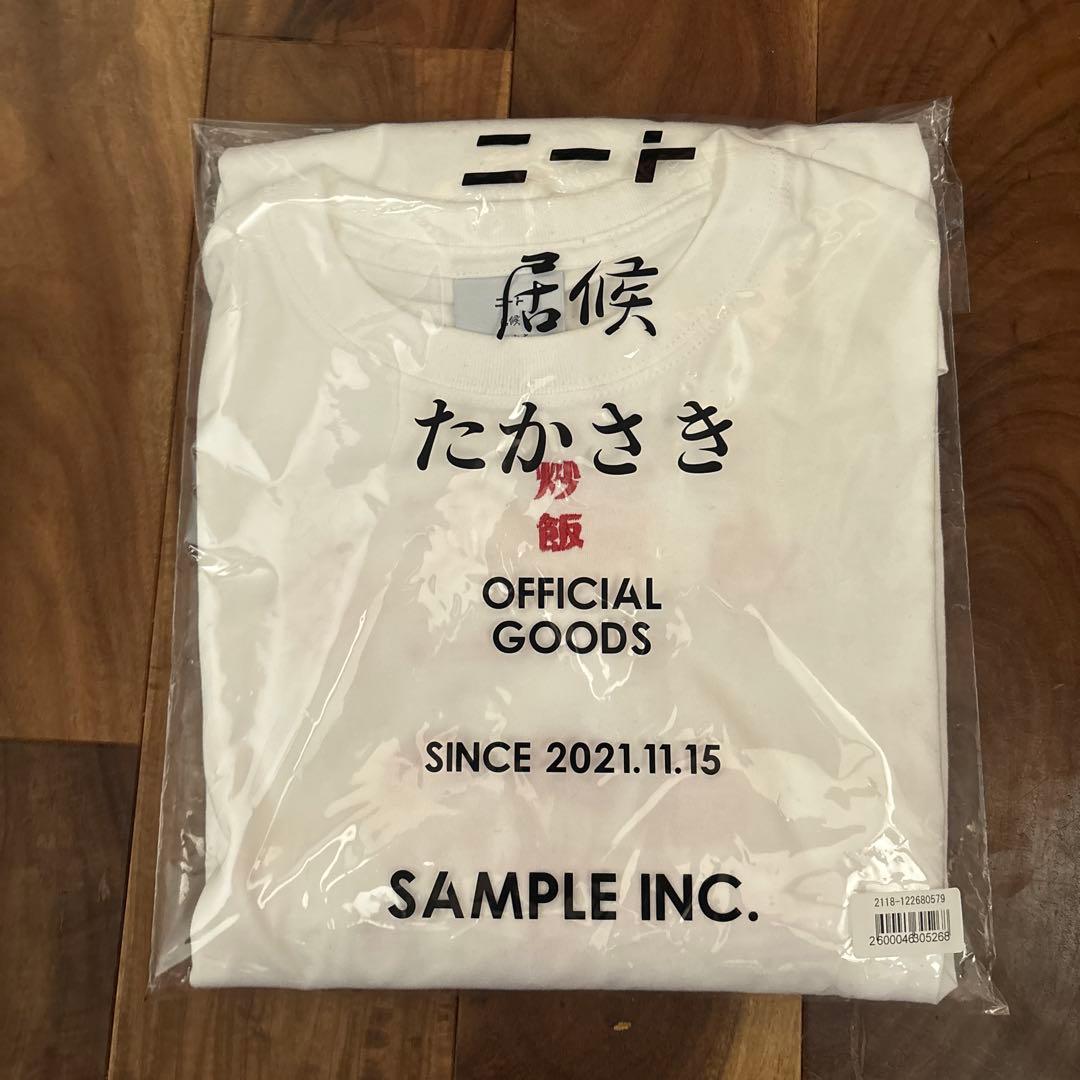 ニート
居候
たかさき
炒
飯
OFFICIAL
GOODS
SINCE 2021.11.15
SAMPLE INC.
2118-122680579
2600046305268